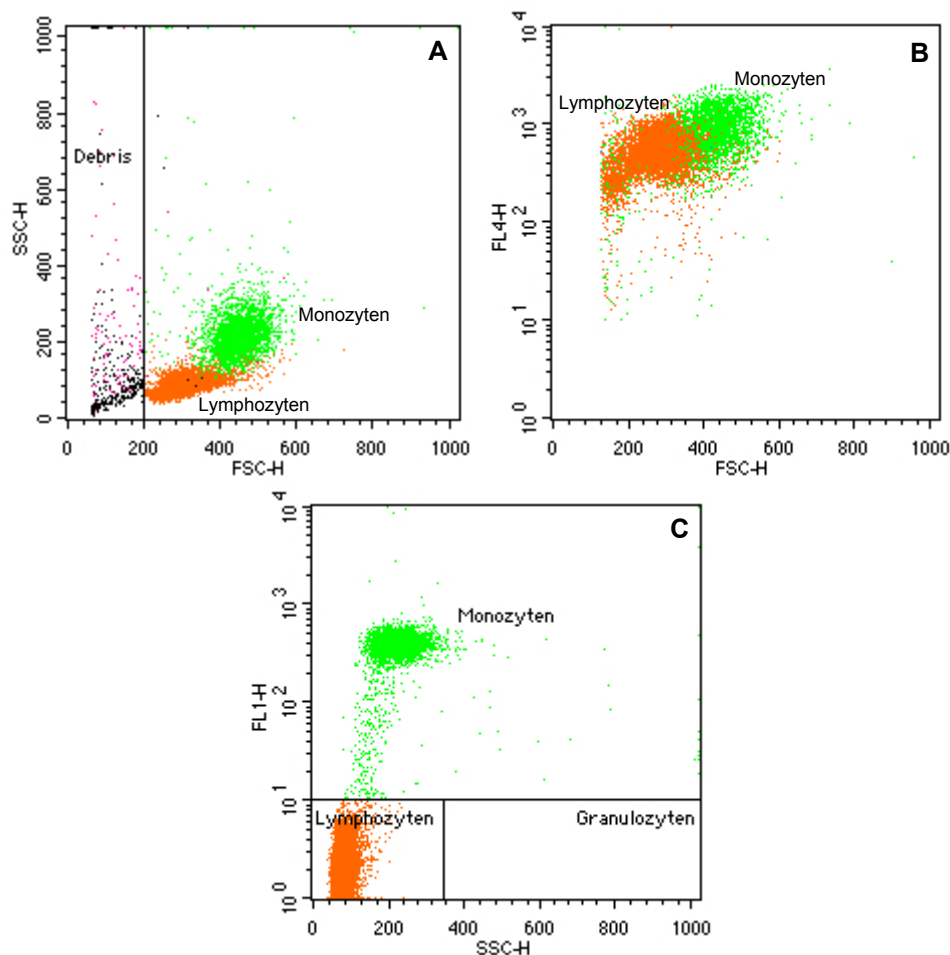 A
1000
800
600
400
200
0
SSC-H
Debris
Monozyten
Lymphozyten
0 200 400 600 800 1000
FSC-H
B
10^4
10^3
10^2
10^1
10^0
FL4-H
Monozyten
Lymphozyten
0 200 400 600 800 1000
FSC-H
C
10^4
10^3
10^2
10^1
10^0
FL1-H
Monozyten
Lymphozyten
Granulozyten
0 200 400 600 800 1000
SSC-H